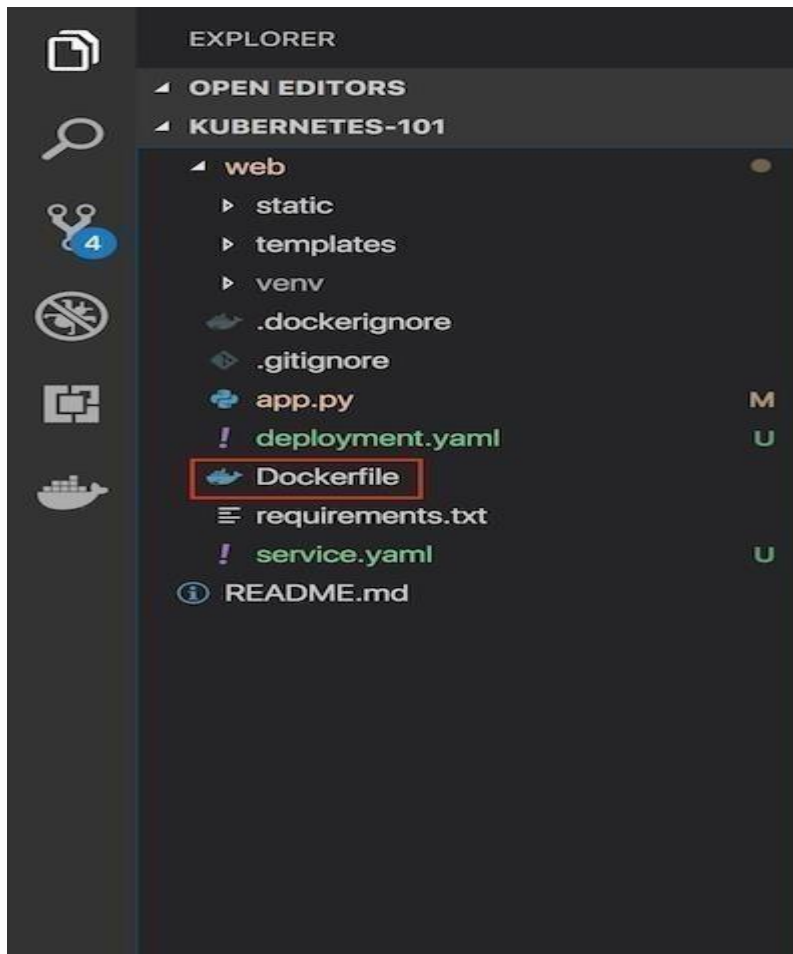 EXPLORER
OPEN EDITORS
KUBERNETES-101
web
static
templates
4
venv
.dockerignore
.gitignore
app.py M
deployment.yaml U
Dockerfile
requirements.txt
service.yaml U
README.md